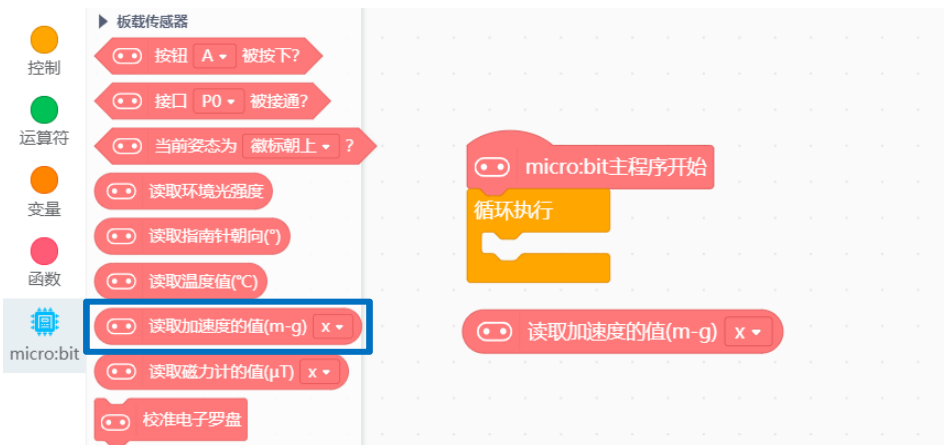 控制
运算符
变量
函数
micro:bit
板载传感器
按钮 A 被按下?
接口 P0 被接通?
当前姿态为 徽标朝上 ?
读取环境光强度
读取指南针朝向(°)
读取温度值(℃)
读取加速度的值(m-g) x
读取磁力计的值(μT) x
校准电子罗盘
micro:bit主程序开始
循环执行
读取加速度的值(m-g) x